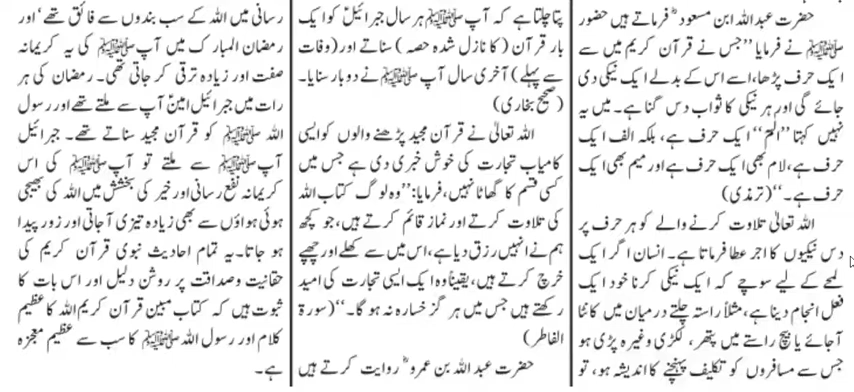 حضرت عبداللہ ابن مسعودؓ فرماتے ہیں حضور
ﷺ نے فرمایا ’’جس نے قرآن کریم میں سے
ایک حرف پڑھا، اسے اس کے بدلے ایک نیکی دی
جائے گی اور ہر نیکی کا ثواب دس گنا ہے۔ میں یہ
نہیں کہتا ’’الٓمٓ‘‘ ایک حرف ہے، بلکہ الف ایک
حرف ہے، لام بھی ایک حرف ہے اور میم بھی ایک
حرف ہے۔‘‘ (ترمذی)
اللہ تعالیٰ تلاوت کرنے والے کو ہر حرف پر
دس نیکیوں کا اجر عطا فرماتا ہے۔ انسان اگر ایک
لمحے کے لیے سوچے کہ ایک نیکی کرنا خود ایک
فعل انجام دینا ہے، مثلاً راستہ چلتے درمیان میں کانٹا
آجائے یا بیچ راستے میں پتھر، لکڑی وغیرہ پڑی ہو
جس سے مسافروں کو تکلیف پہنچنے کا اندیشہ ہو، تو
پتا چلتا ہے کہ آپ ﷺ ہر سال جبرائیلؑ کو ایک
بار قرآن (کا نازل شدہ حصہ) سناتے اور (وفات
سے پہلے) آخری سال آپ ﷺ نے دو بار سنایا۔
(صحیح بخاری)
اللہ تعالیٰ نے قرآن مجید پڑھنے والوں کو ایسی
کامیاب تجارت کی خوش خبری دی ہے جس میں
کسی قسم کا گھاٹا نہیں، فرمایا: ’’وہ لوگ کتاب اللہ
کی تلاوت کرتے اور نماز قائم کرتے ہیں، جو کچھ
ہم نے انہیں رزق دیا ہے، اس میں سے کھلے اور چھپے
خرچ کرتے ہیں، یقیناً وہ ایک ایسی تجارت کی امید
رکھتے ہیں جس میں ہر گز خسارہ نہ ہو گا۔‘‘ (سورۃ
الفاطر)
حضرت عبد اللہ بن عمروؓ روایت کرتے ہیں
رسانی میں اللہ کے سب بندوں سے فائق تھے‘ اور
رمضان المبارک میں آپ ﷺ کی یہ کریمانہ
صفت اور زیادہ ترقی کر جاتی تھی۔ رمضان کی ہر
رات میں جبرائیل امینؑ آپ سے ملتے تھے اور رسول
اللہ ﷺ کو قرآن مجید سناتے تھے۔ جبرائیل
آپ ﷺ سے ملتے تو آپ ﷺ کی اس
کریمانہ نفع رسانی اور خیر کی بخشش میں اللہ کی بھیجی
ہوئی ہواؤں سے بھی زیادہ تیزی آجاتی اور زور پیدا
ہو جاتا۔ یہ تمام احادیث نبوی قرآن کریم کی
حقانیت و صداقت پر روشن دلیل اور اس بات کا
ثبوت ہیں کہ کتاب مبین قرآن کریم اللہ کا عظیم
کلام اور رسول اللہ ﷺ کا سب سے عظیم معجزہ
ہے۔